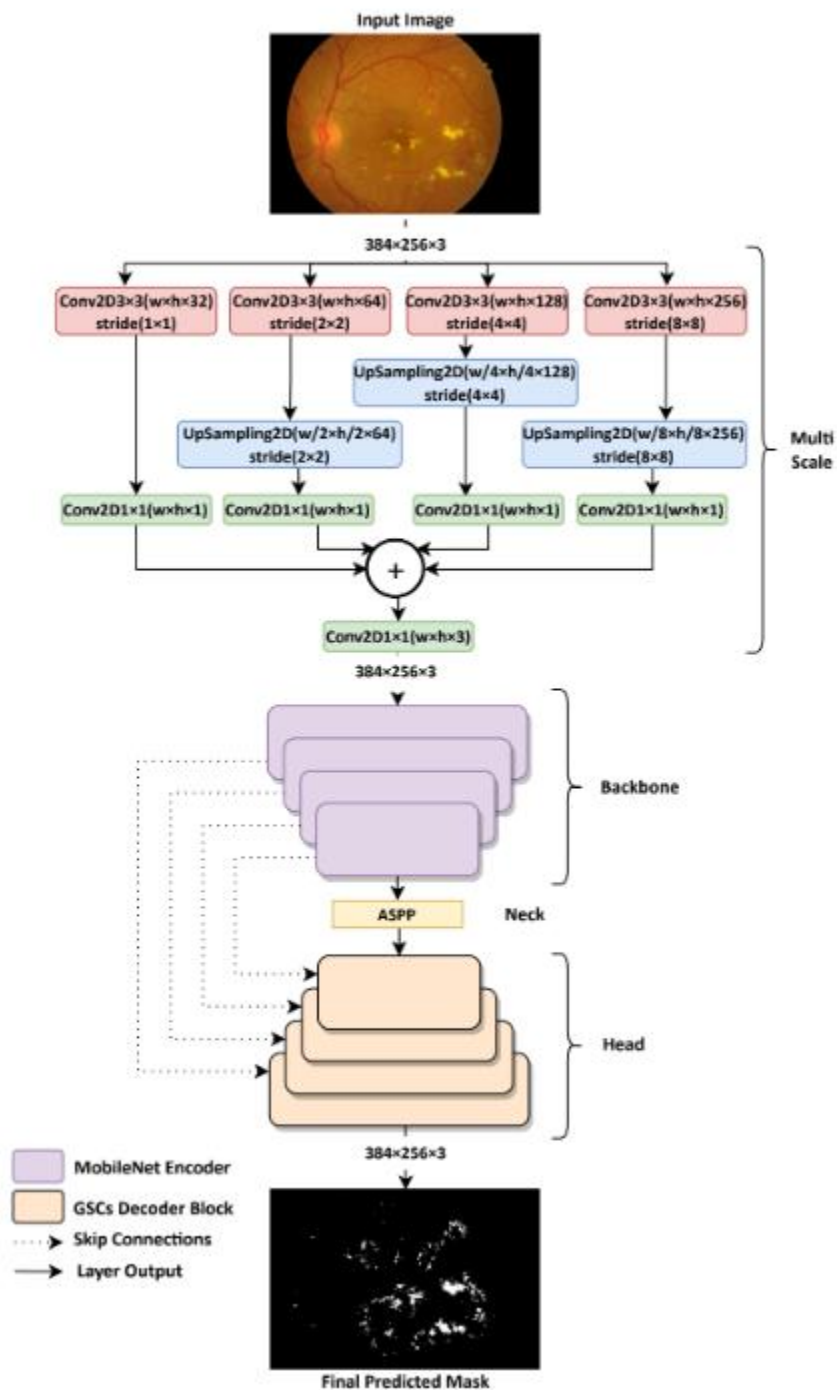 Input Image
384×256×3
Conv2D3×3(w×h×32)
stride(1×1)
Conv2D3×3(w×h×64)
stride(2×2)
Conv2D3×3(w×h×128)
stride(4×4)
Conv2D3×3(w×h×256)
stride(8×8)
UpSampling2D(w/4×h/4×128)
stride(4×4)
UpSampling2D(w/2×h/2×64)
stride(2×2)
UpSampling2D(w/8×h/8×256)
stride(8×8)
Multi
Scale
Conv2D1×1(w×h×1)
Conv2D1×1(w×h×1)
Conv2D1×1(w×h×1)
Conv2D1×1(w×h×1)
+
Conv2D1×1(w×h×3)
384×256×3
Backbone
ASPP
Neck
Head
384×256×3
MobileNet Encoder
GSCs Decoder Block
Skip Connections
Layer Output
Final Predicted Mask